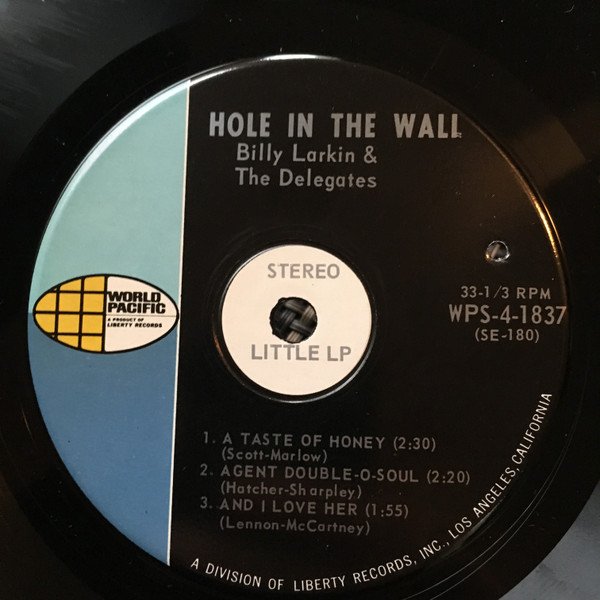 HOLE IN THE WALL
Billy Larkin &
The Delegates
STEREO
LITTLE LP
33-1/3 RPM
WPS-4-1837
(SE-180)
WORLD
PACIFIC
A PRODUCT OF
LIBERTY RECORDS
1. A TASTE OF HONEY (2:30)
(Scott-Marlow)
2. AGENT DOUBLE-O-SOUL (2:20)
(Hatcher-Sharpley)
3. AND I LOVE HER (1:55)
(Lennon-McCartney)
A DIVISION OF LIBERTY RECORDS, INC., LOS ANGELES, CALIFORNIA